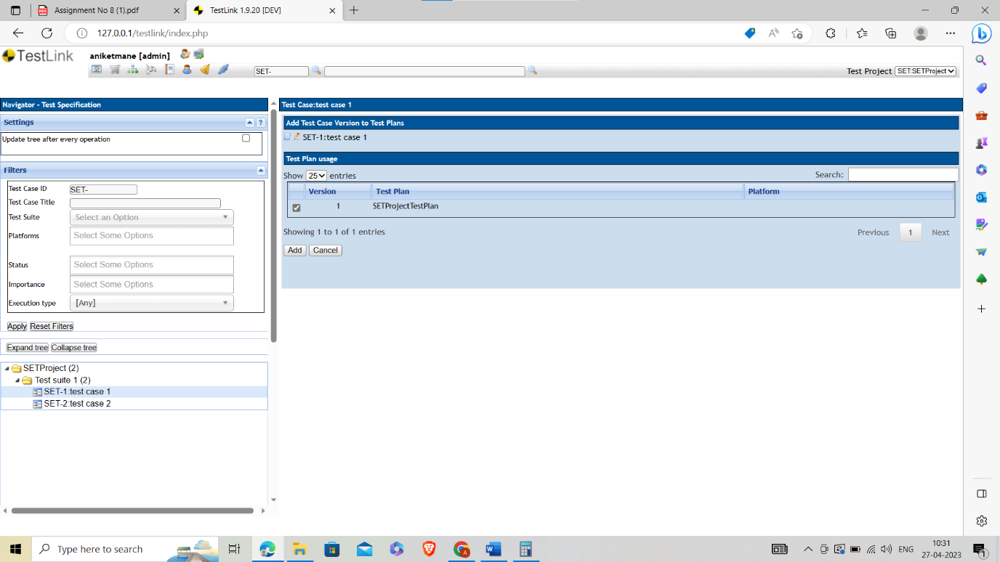 Assignment No 8 (1).pdf
TestLink 1.9.20 [DEV]
127.0.0.1/testlink/index.php
TestLink
aniketmane [admin]
SET-
Test Project SET:SETProject
Navigator - Test Specification
Settings
Update tree after every operation
Filters
Test Case ID SET-
Test Case Title
Test Suite Select an Option
Platforms Select Some Options
Status Select Some Options
Importance Select Some Options
Execution type [Any]
Apply Reset Filters
Expand tree Collapse tree
SETProject (2)
Test suite 1 (2)
SET-1:test case 1
SET-2:test case 2
Test Case:test case 1
Add Test Case Version to Test Plans
SET-1:test case 1
Test Plan usage
Show 25 entries Search:
Version Test Plan Platform
1 SETProjectTestPlan
Showing 1 to 1 of 1 entries Previous 1 Next
Add Cancel
Type here to search
ENG
10:31
27-04-2023
1